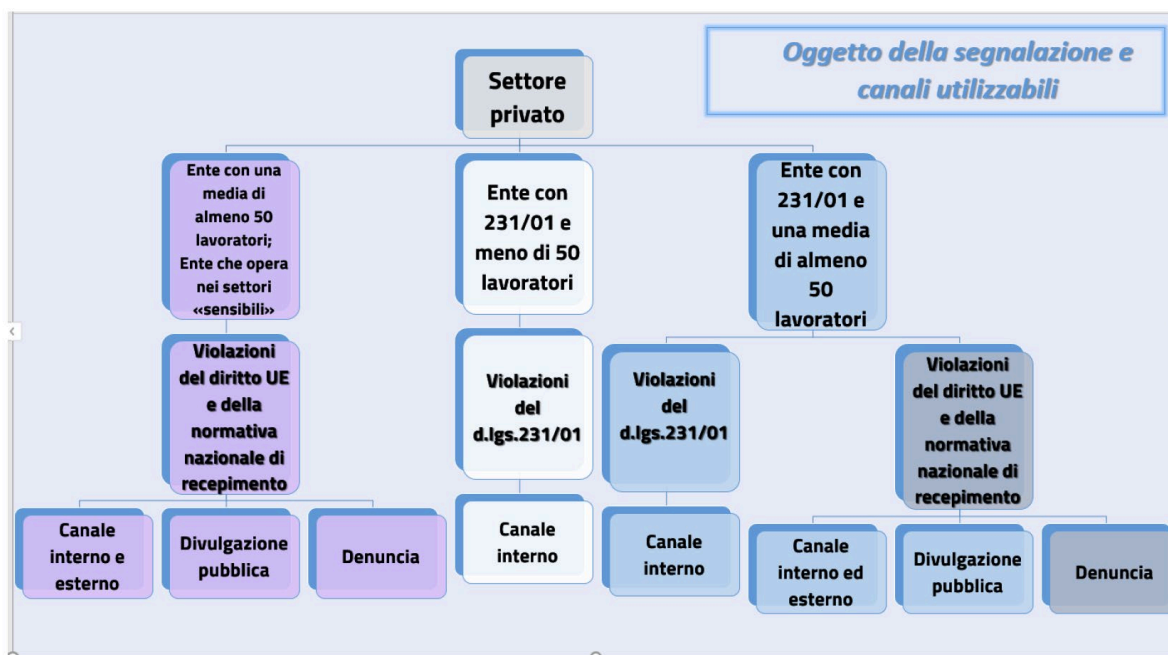 Oggetto della segnalazione e
canali utilizzabili
Settore
privato
Ente con una
media di
almeno 50
lavoratori;
Ente che opera
nei settori
«sensibili»
Ente con
231/01 e
meno di 50
lavoratori
Ente con
231/01 e
una media
di almeno
50
lavoratori
Violazioni
del diritto UE
e della
normativa
nazionale di
recepimento
Violazioni
del
d.lgs.231/01
Violazioni
del
d.lgs.231/01
Violazioni
del diritto UE
e della
normativa
nazionale di
recepimento
Canale
interno e
esterno
Divulgazione
pubblica
Denuncia
Canale
interno
Canale
interno
Canale
interno ed
esterno
Divulgazione
pubblica
Denuncia